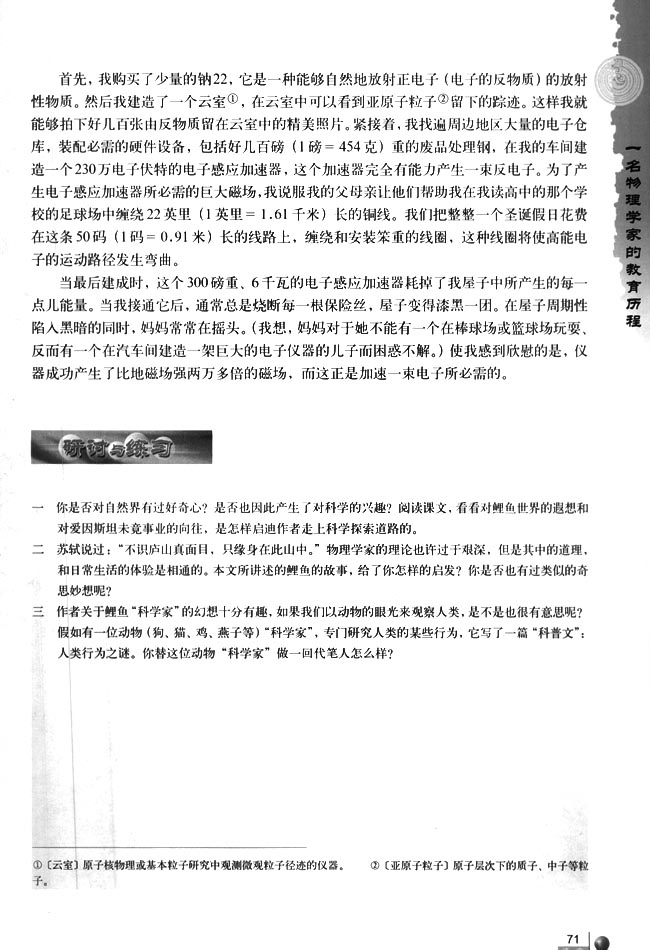 首先，我购买了少量的钠22，它是一种能够自然地放射正电子（电子的反物质）的放射
性物质。然后我建造了一个云室①，在云室中可以看到亚原子粒子②留下的踪迹。这样我就
能够拍下好几百张由反物质留在云室中的精美照片。紧接着，我找遍周边地区大量的电子仓
库，装配必需的硬件设备，包括好几百磅（1磅＝454克）重的废品处理钢，在我的车间建
造一个230万电子伏特的电子感应加速器，这个加速器完全有能力产生一束反电子。为了产
生电子感应加速器所必需的巨大磁场，我说服我的父母亲让他们帮助我在我读高中的那个学
校的足球场中缠绕22英里（1英里＝1.61千米）长的铜线。我们把整整一个圣诞假日花费
在这条50码（1码＝0.91米）长的线路上，缠绕和安装笨重的线圈，这种线圈将使高能电
子的运动路径发生弯曲。
当最后建成时，这个300磅重、6千瓦的电子感应加速器耗掉了我屋子中所产生的每一
点儿能量。当我接通它后，通常总是烧断每一根保险丝，屋子变得漆黑一团。在屋子周期性
陷入黑暗的同时，妈妈常常在摇头。（我想，妈妈对于她不能有一个在棒球场或篮球场玩耍、
反而有一个在汽车间建造一架巨大的电子仪器的儿子而困惑不解。）使我感到欣慰的是，仪
器成功产生了比地磁场强两万多倍的磁场，而这正是加速一束电子所必需的。
一名物理学家的教育历程
研讨与练习
一 你是否对自然界有过好奇心？是否也因此产生了对科学的兴趣？阅读课文，看看对鲤鱼世界的遐想和
对爱因斯坦未竟事业的向往，是怎样启迪作者走上科学探索道路的。
二 苏轼说过：“不识庐山真面目，只缘身在此山中。”物理学家的理论也许过于艰深，但是其中的道理，
和日常生活的体验是相通的。本文所讲述的鲤鱼的故事，给了你怎样的启发？你是否也有过类似的奇
思妙想呢？
三 作者关于鲤鱼“科学家”的幻想十分有趣，如果我们以动物的眼光来观察人类，是不是也很有意思呢？
假如有一位动物（狗、猫、鸡、燕子等）“科学家”，专门研究人类的某些行为，它写了一篇“科普文”：
人类行为之谜。你替这位动物“科学家”做一回代笔人怎么样？
①〔云室〕原子核物理或基本粒子研究中观测微观粒子径迹的仪器。 ②〔亚原子粒子〕原子层次下的质子、中子等粒
子。
71